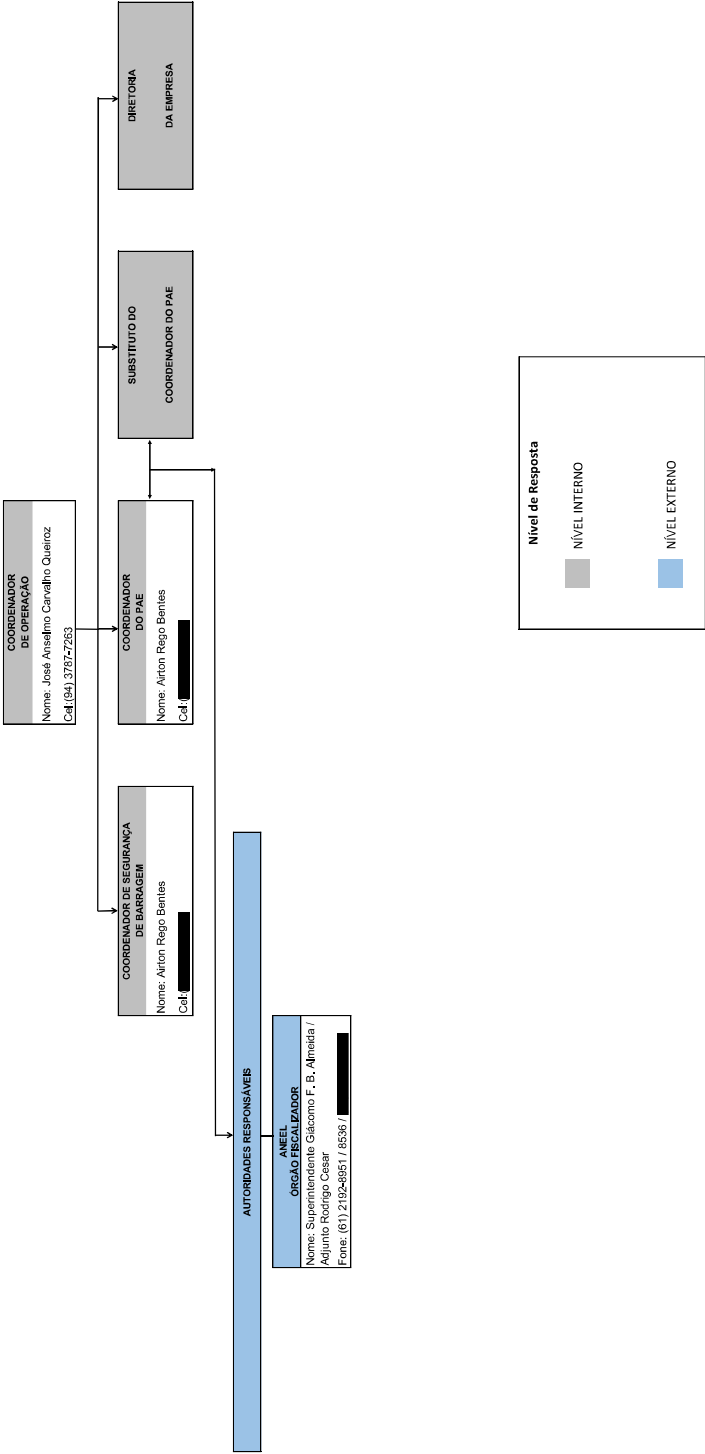 COORDENADOR
DE OPERAÇÃO
Nome: José Anselmo Carvalho Queiroz
Cel:(94) 3787-7263
COORDENADOR DE SEGURANÇA
DE BARRAGEM
Nome: Airton Rego Bentes
Cel:(
COORDENADOR
DO PAE
Nome: Airton Rego Bentes
Cel:(
SUBSTITUTO DO
COORDENADOR DO PAE
DIRETORIA
DA EMPRESA
AUTORIDADES RESPONSÁVEIS
ANEEL
ÓRGÃO FISCALIZADOR
Nome: Superintendente Giácomo F. B. Almeida /
Adjunto Rodrigo Cesar
Fone: (61) 2192-8951 / 8536 /
Nível de Resposta
NÍVEL INTERNO
NÍVEL EXTERNO